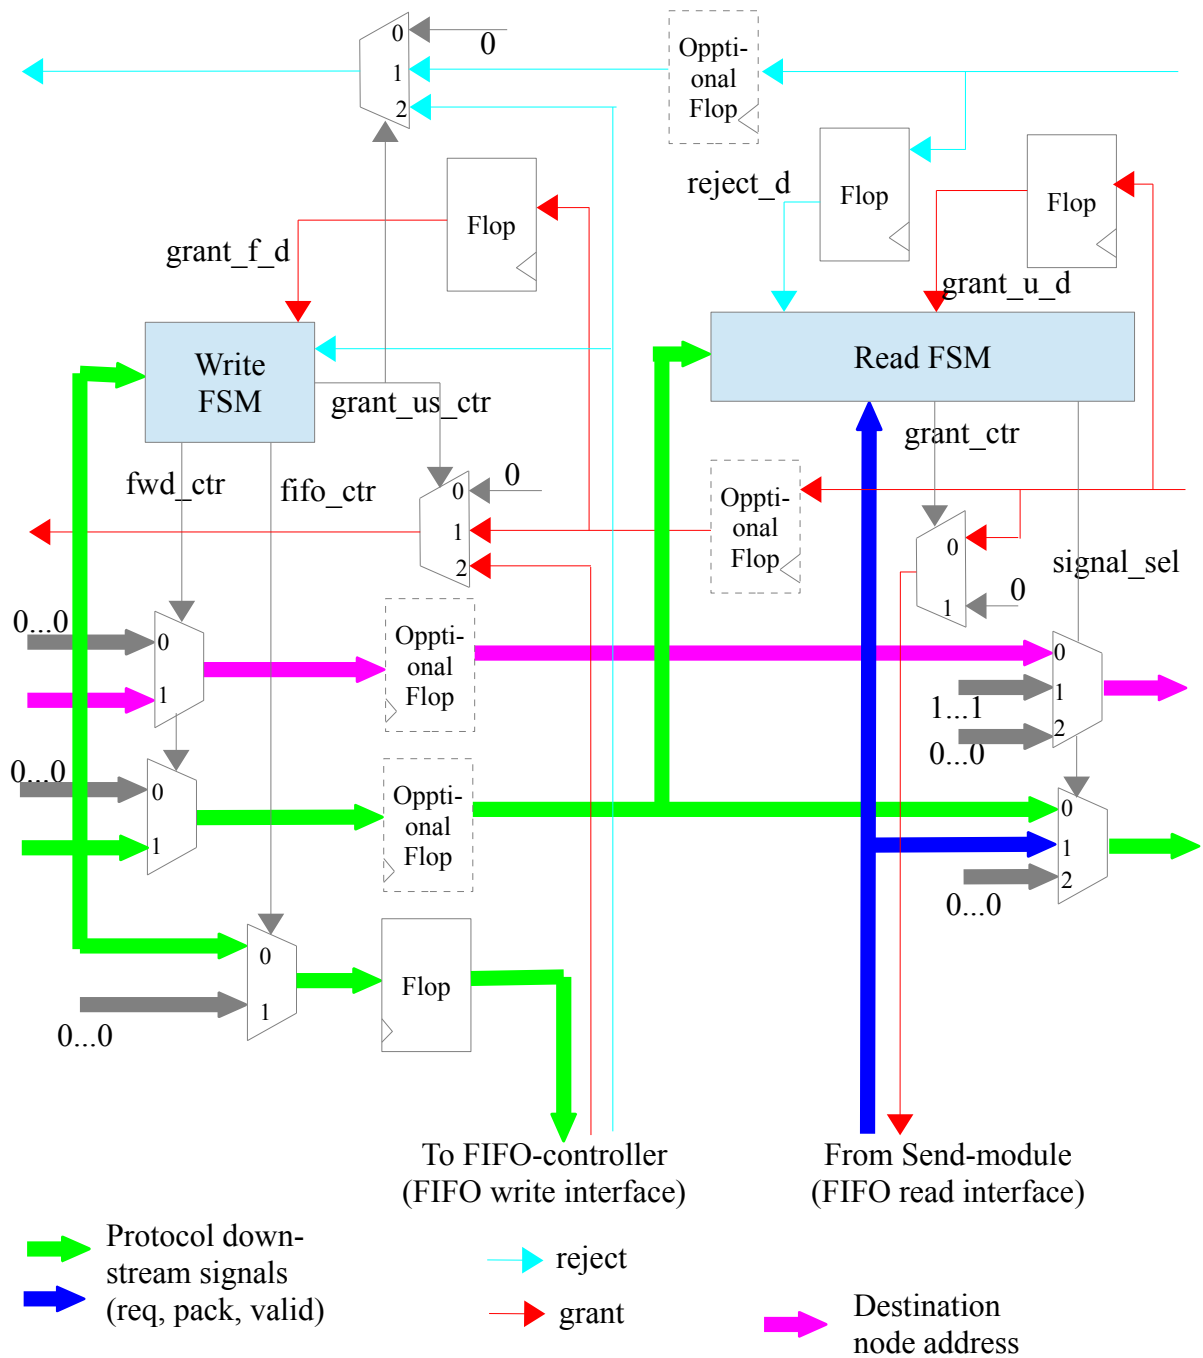 0
0
1
2
Oppti-
onal
Flop
reject_d
Flop
Flop
Flop
grant_f_d
grant_u_d
Write
FSM
Read FSM
grant_us_ctr
grant_ctr
fwd_ctr
fifo_ctr
0
0
1
2
Oppti-
onal
Flop
0
1
0
signal_sel
0...0
0
1
Oppti-
onal
Flop
0
1
2
1...1
0...0
0...0
0
1
Oppti-
onal
Flop
0
1
2
0...0
0
1
0...0
Flop
To FIFO-controller
(FIFO write interface)
From Send-module
(FIFO read interface)
Protocol down-
stream signals
(req, pack, valid)
reject
grant
Destination
node address